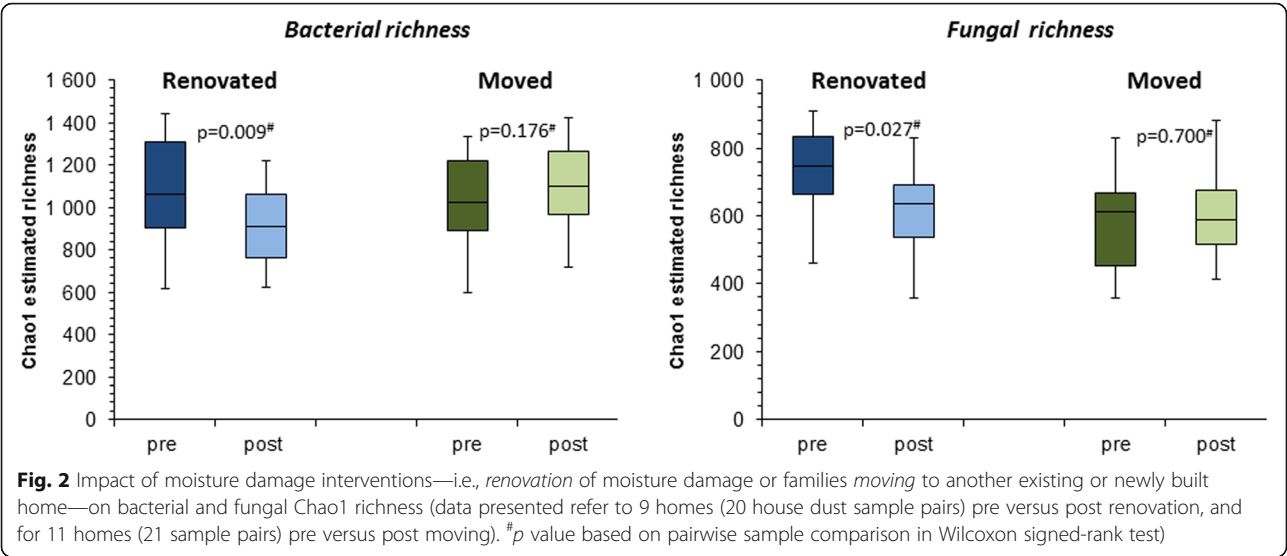 Bacterial richness
Fungal richness
Renovated
Moved
Renovated
Moved
Chao1 estimated richness
1 600
1 400
1 200
1 000
800
600
400
200
0
p=0.009#
p=0.176#
pre
post
pre
post
Chao1 estimated richness
1 000
800
600
400
200
0
p=0.027#
p=0.700#
pre
post
pre
post
Fig. 2 Impact of moisture damage interventions—i.e., renovation of moisture damage or families moving to another existing or newly built
home—on bacterial and fungal Chao1 richness (data presented refer to 9 homes (20 house dust sample pairs) pre versus post renovation, and
for 11 homes (21 sample pairs) pre versus post moving). #p value based on pairwise sample comparison in Wilcoxon signed-rank test)